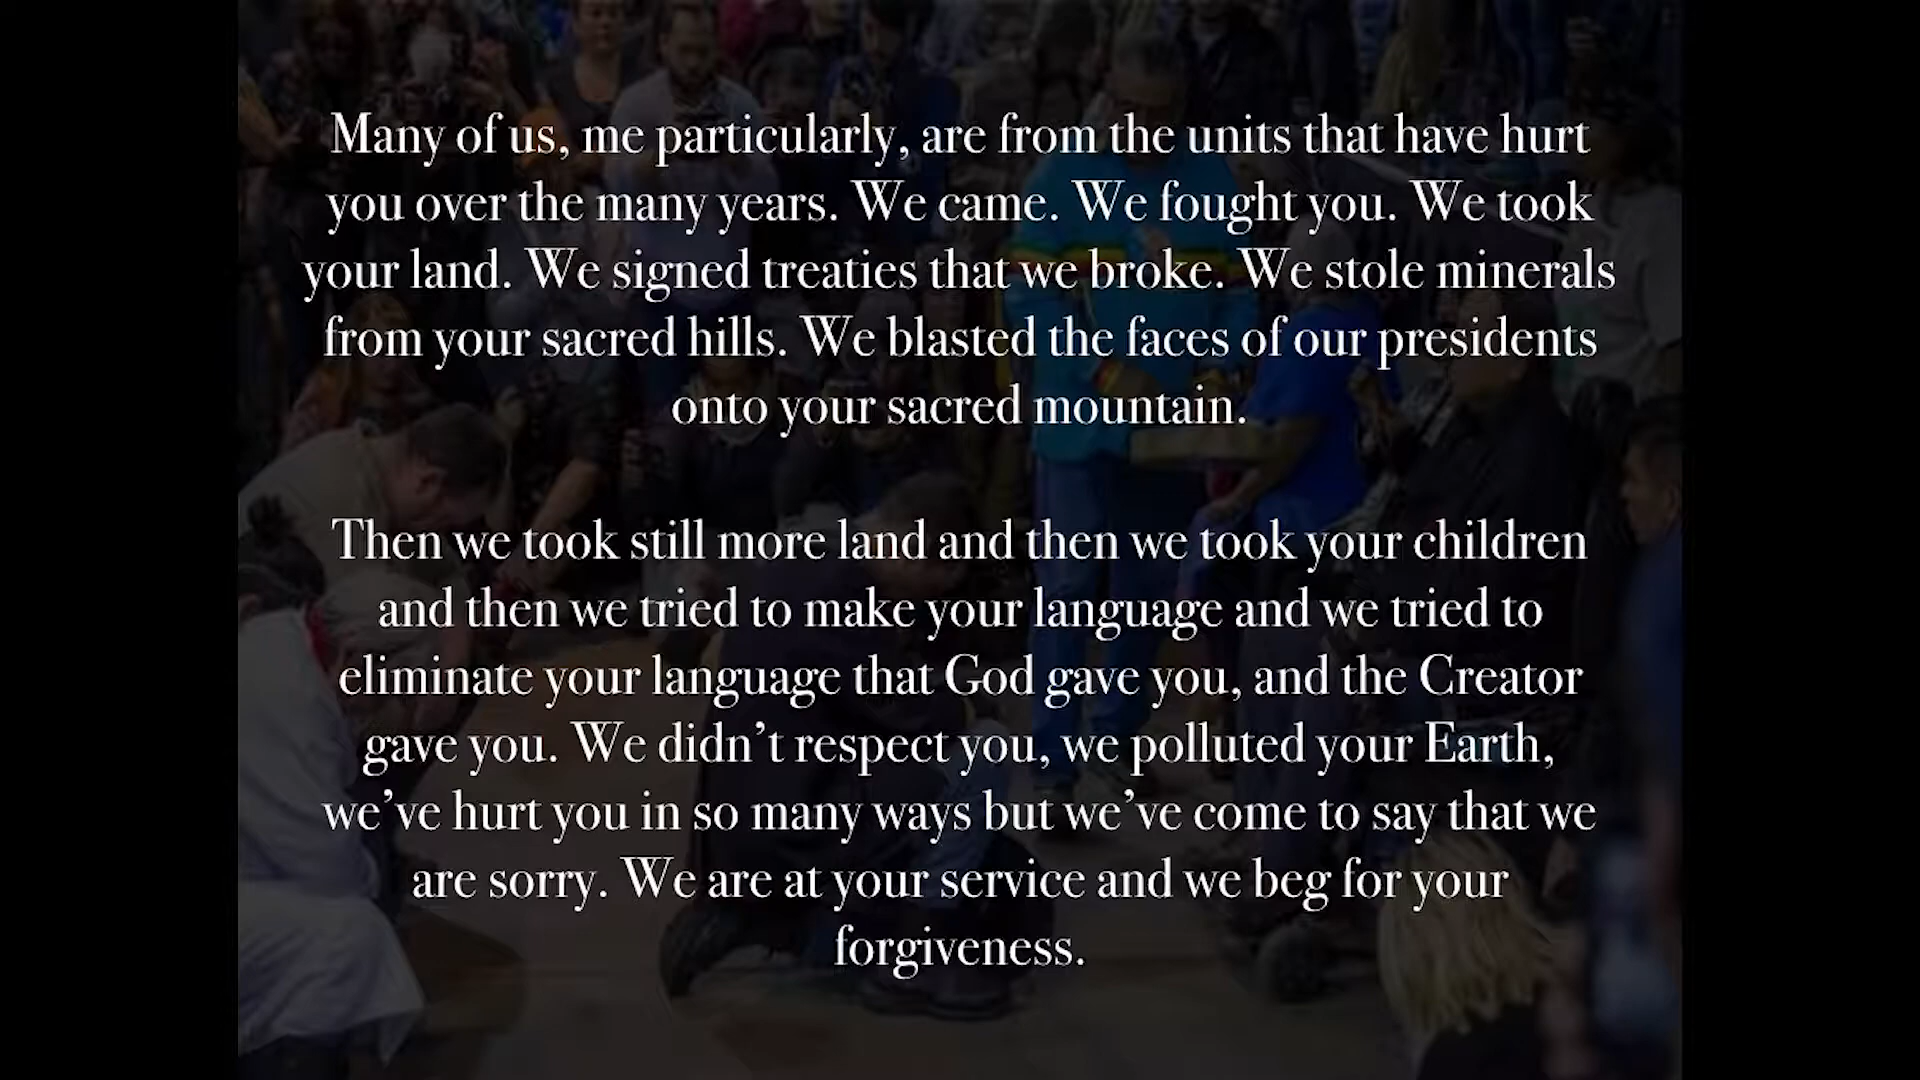 Many of us, me particularly, are from the units that have hurt
you over the many years. We came. We fought you. We took
your land. We signed treaties that we broke. We stole minerals
from your sacred hills. We blasted the faces of our presidents
onto your sacred mountain.
Then we took still more land and then we took your children
and then we tried to make your language and we tried to
eliminate your language that God gave you, and the Creator
gave you. We didn’t respect you, we polluted your Earth,
we’ve hurt you in so many ways but we’ve come to say that we
are sorry. We are at your service and we beg for your
forgiveness.